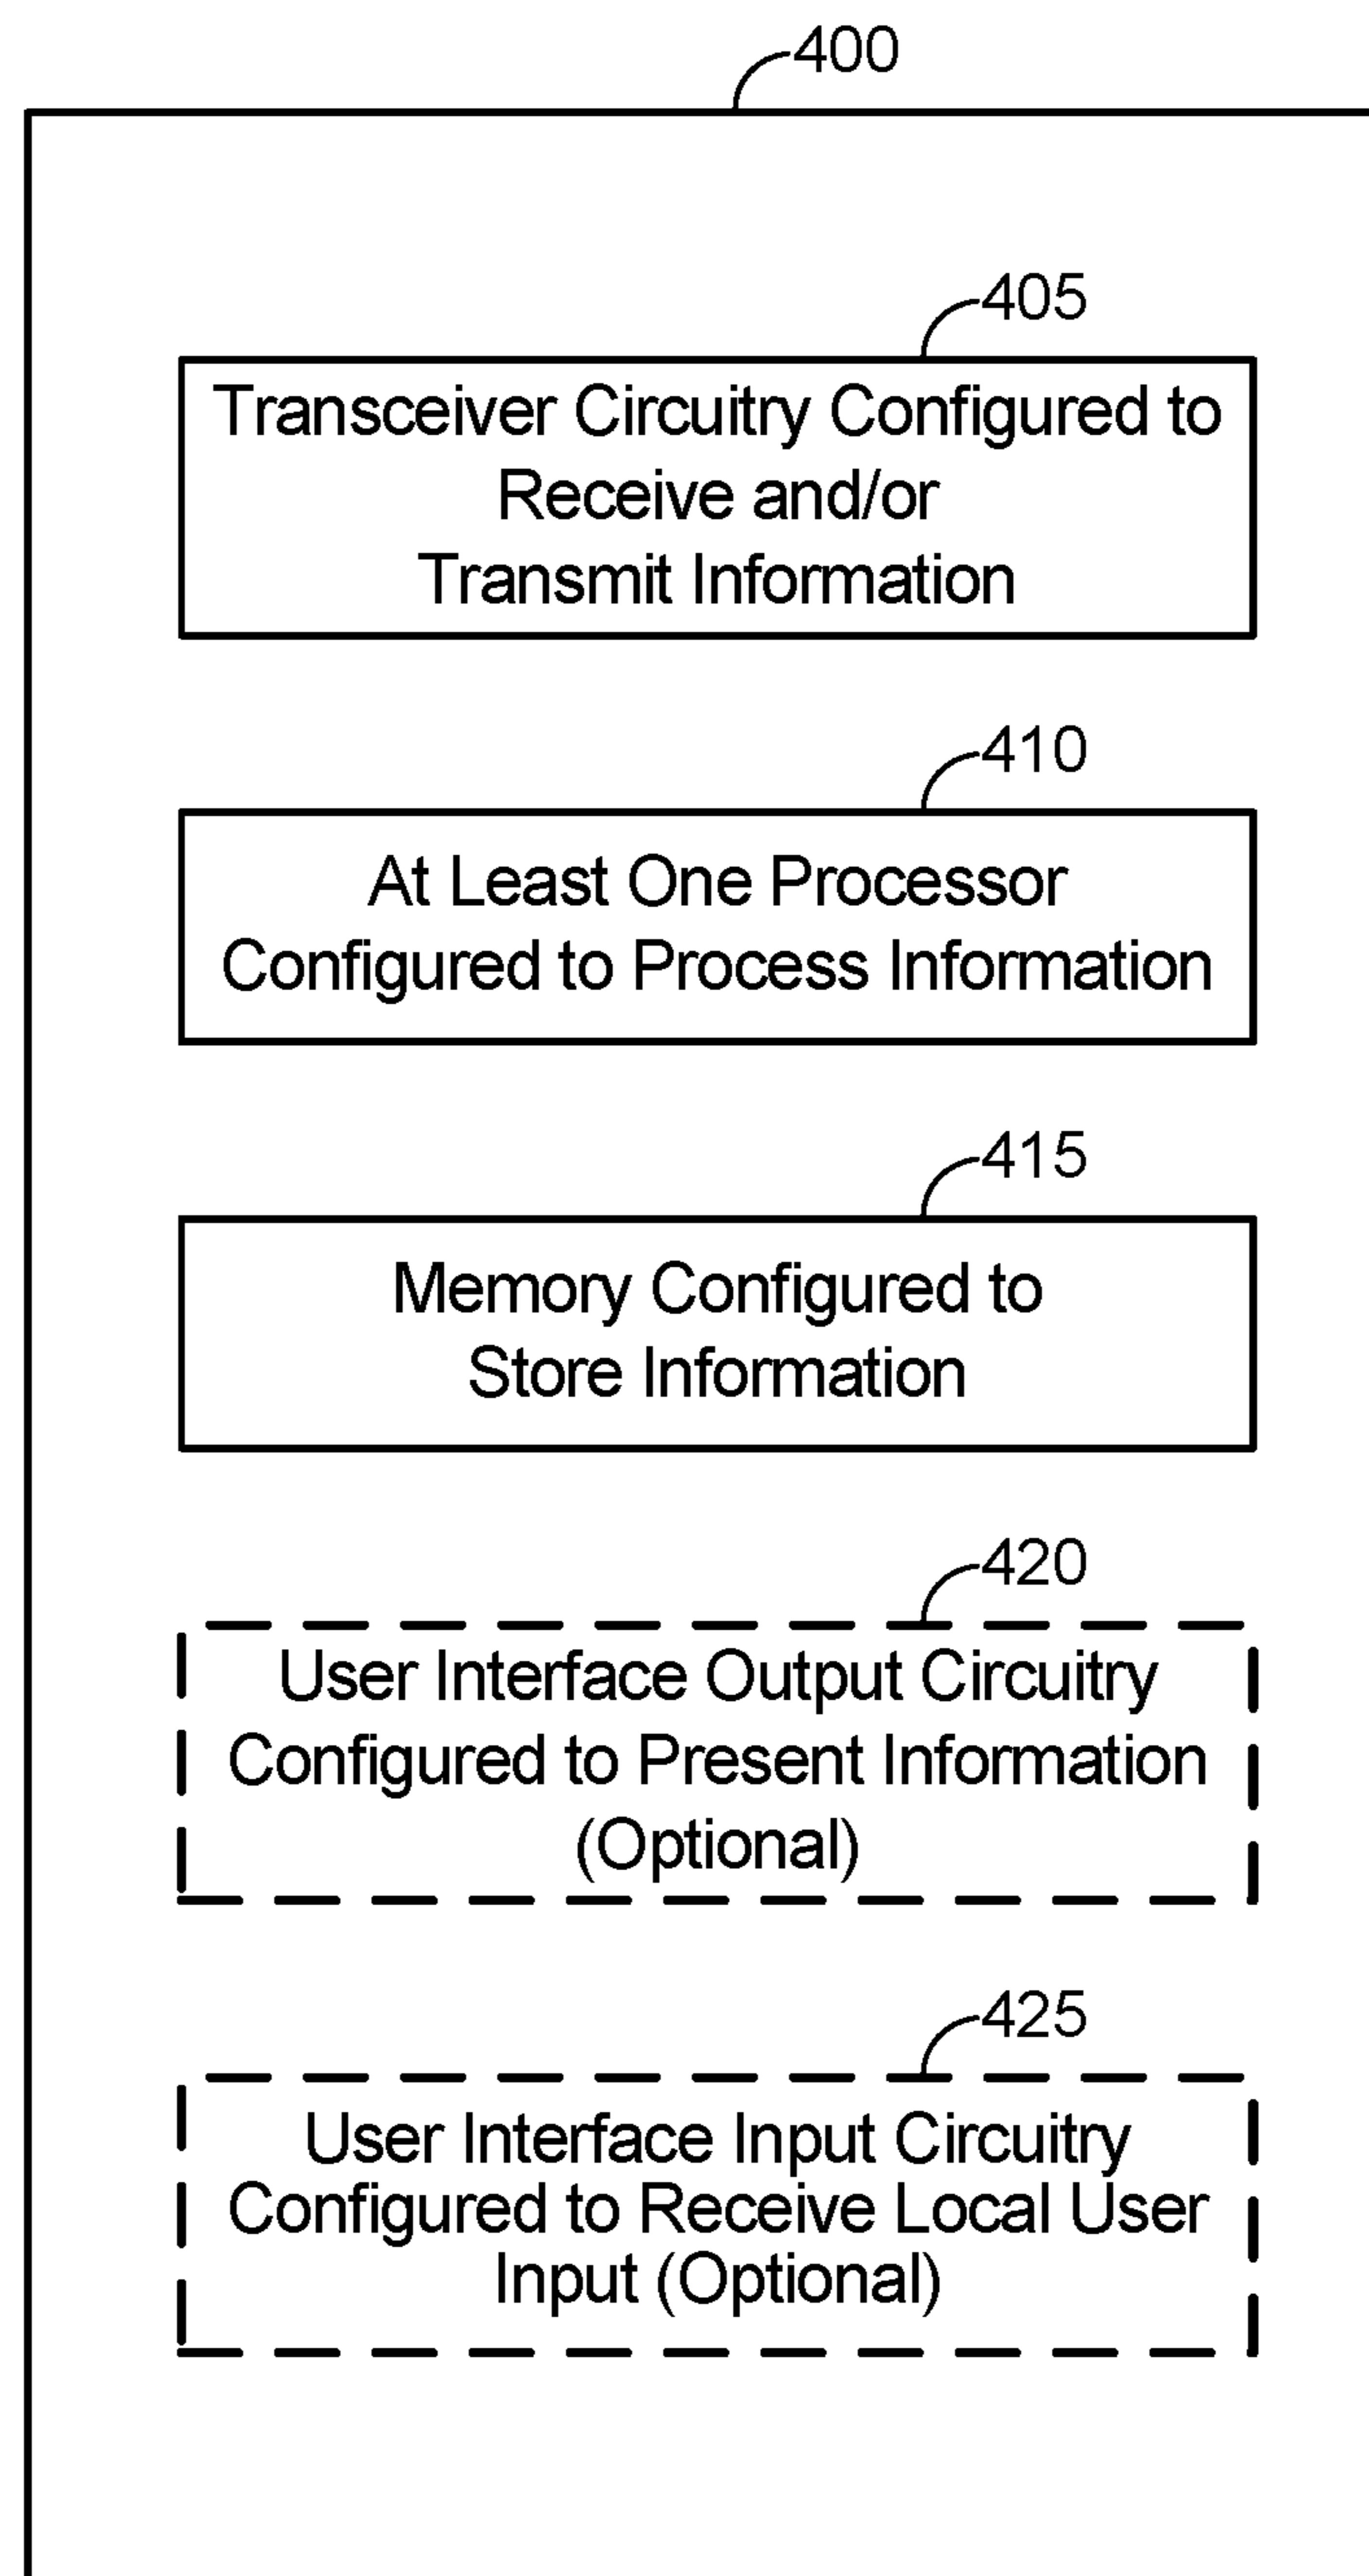 400
405
Transceiver Circuitry Configured to
Receive and/or
Transmit Information
410
At Least One Processor
Configured to Process Information
415
Memory Configured to
Store Information
420
User Interface Output Circuitry
Configured to Present Information
(Optional)
425
User Interface Input Circuitry
Configured to Receive Local User
Input (Optional)